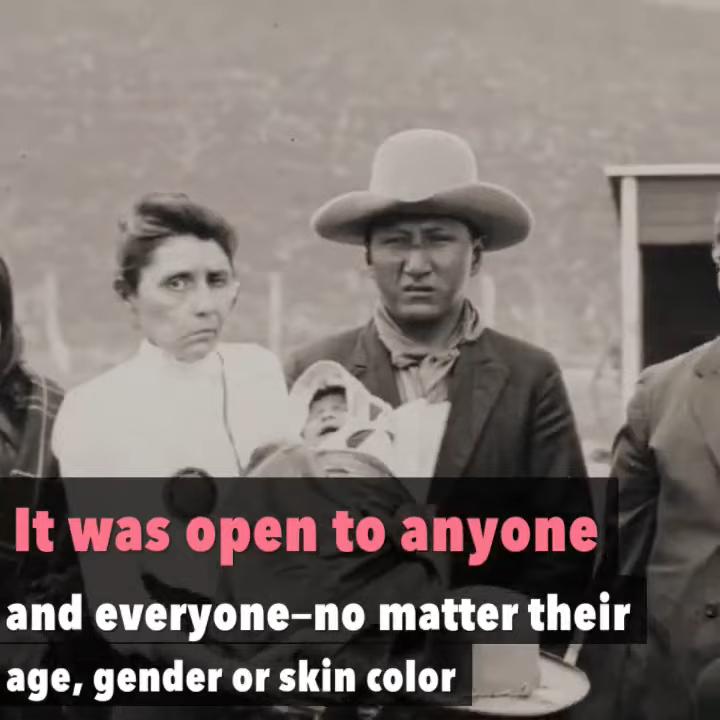 It was open to anyone
and everyone—no matter their
age, gender or skin color